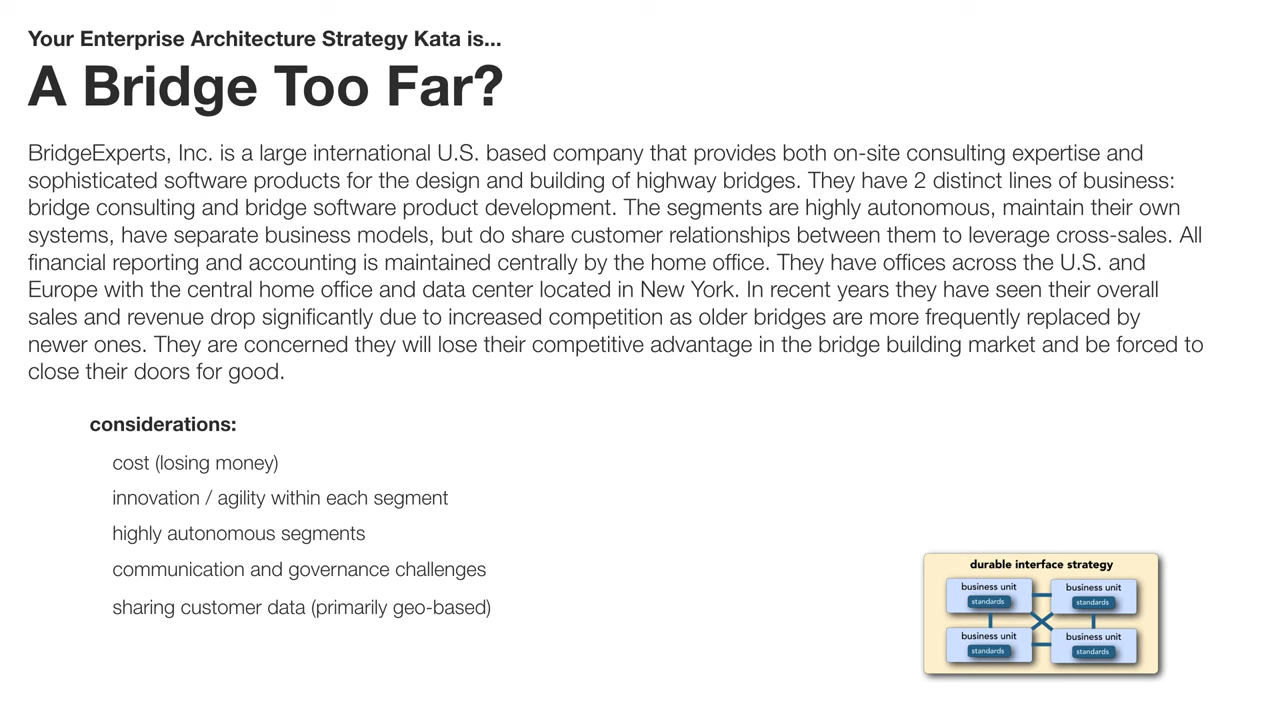 Your Enterprise Architecture Strategy Kata is...
A Bridge Too Far?
BridgeExperts, Inc. is a large international U.S. based company that provides both on-site consulting expertise and
sophisticated software products for the design and building of highway bridges. They have 2 distinct lines of business:
bridge consulting and bridge software product development. The segments are highly autonomous, maintain their own
systems, have separate business models, but do share customer relationships between them to leverage cross-sales. All
financial reporting and accounting is maintained centrally by the home office. They have offices across the U.S. and
Europe with the central home office and data center located in New York. In recent years they have seen their overall
sales and revenue drop significantly due to increased competition as older bridges are more frequently replaced by
newer ones. They are concerned they will lose their competitive advantage in the bridge building market and be forced to
close their doors for good.
considerations:
cost (losing money)
innovation / agility within each segment
highly autonomous segments
communication and governance challenges
sharing customer data (primarily geo-based)
durable interface strategy
business unit
standards
business unit
standards
business unit
standards
business unit
standards